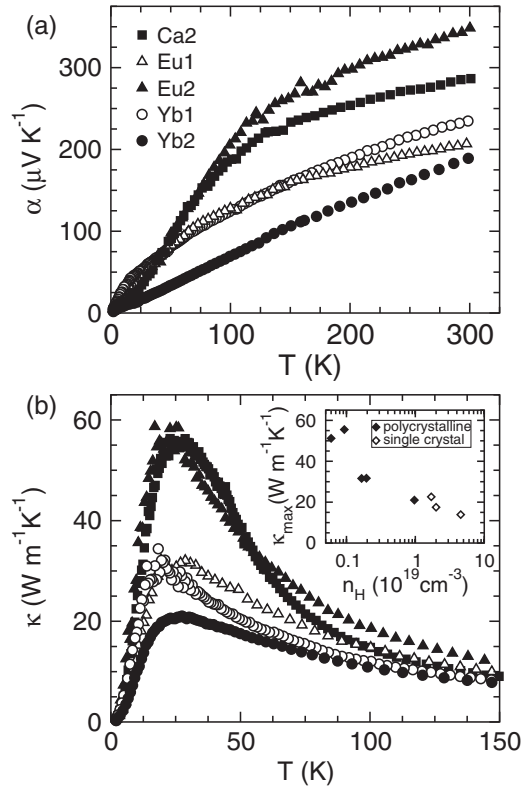 (a)
Ca2
Eu1
Eu2
Yb1
Yb2
α (μV K⁻¹)
300
200
100
0
0 100 200 300
T (K)
(b)
κ (W m⁻¹K⁻¹)
60
40
20
0
0 50 100 150
T (K)
polycrystalline
single crystal
κmax(W m⁻¹K⁻¹)
60
40
20
0
0.1 1 10
nH (10¹⁹cm-3)